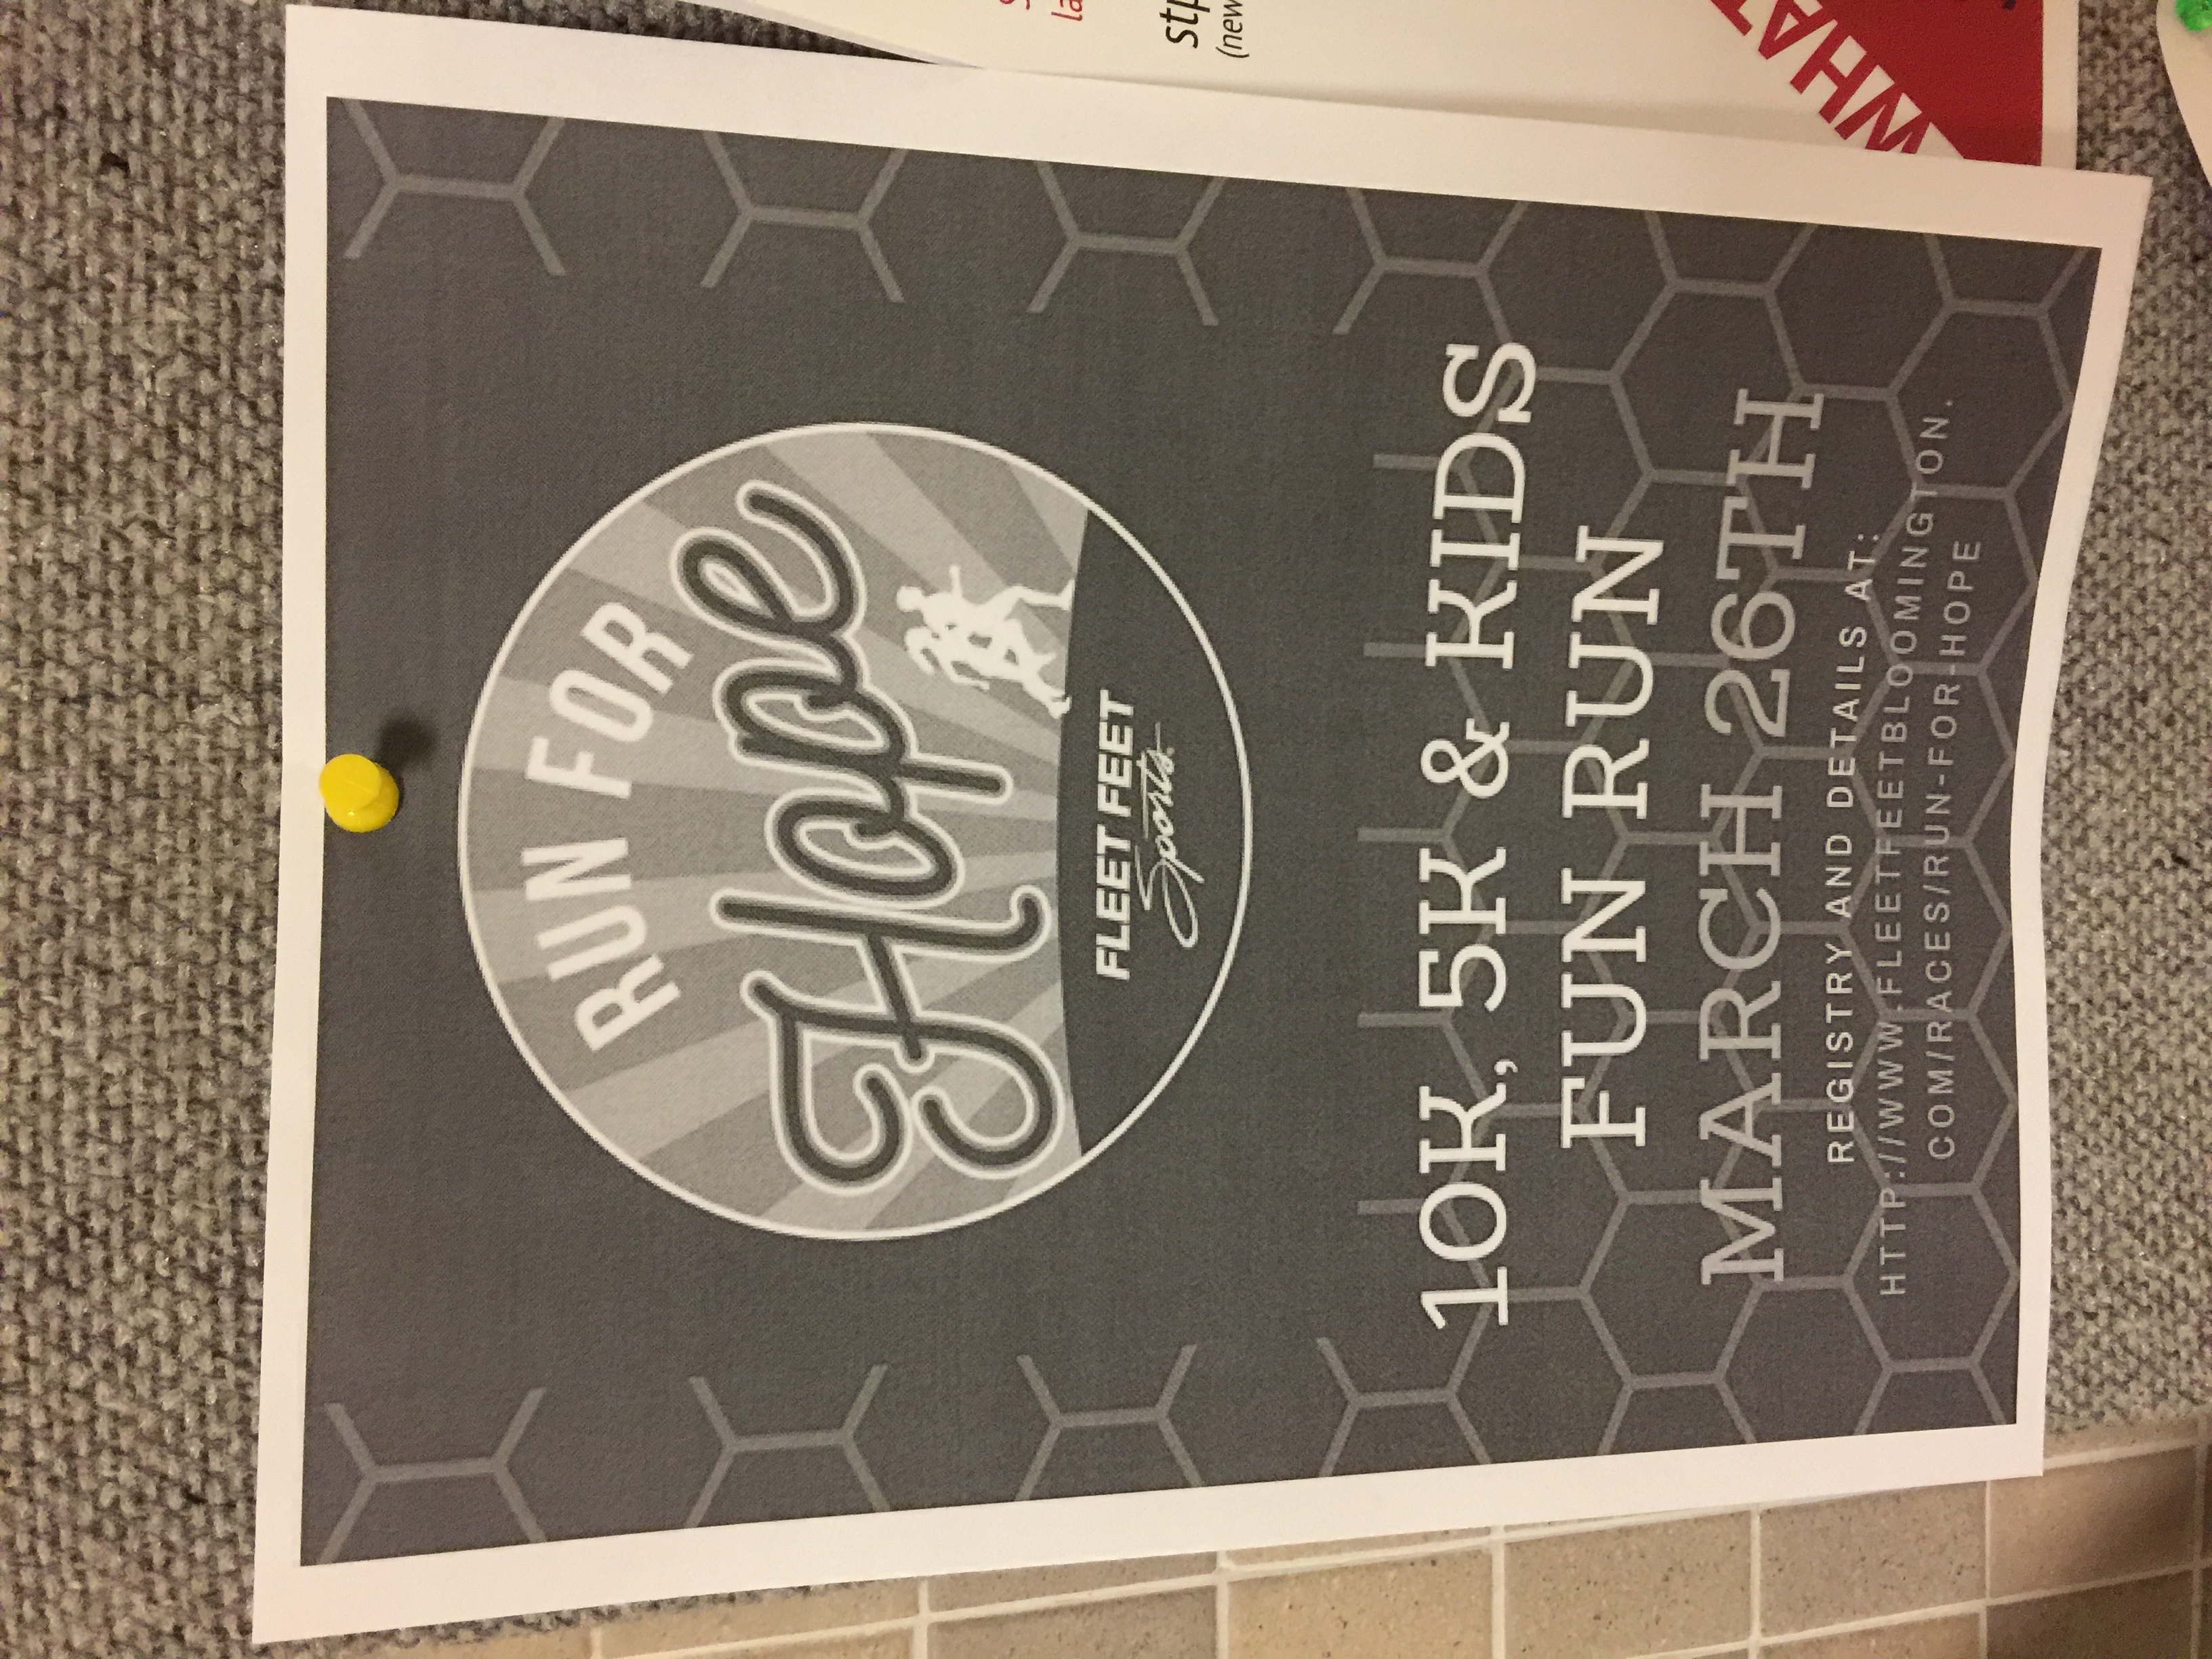 RUN FOR
Hope
FLEET FEET
Sports
10K, 5K & KIDS
FUN RUN
MARCH 26TH
REGISTRY AND DETAILS AT:
HTTP://WWW.FLEETFEETBLOOMINGTON.
COM/RACES/RUN-FOR-HOPE
la
stp
(new
WHAT